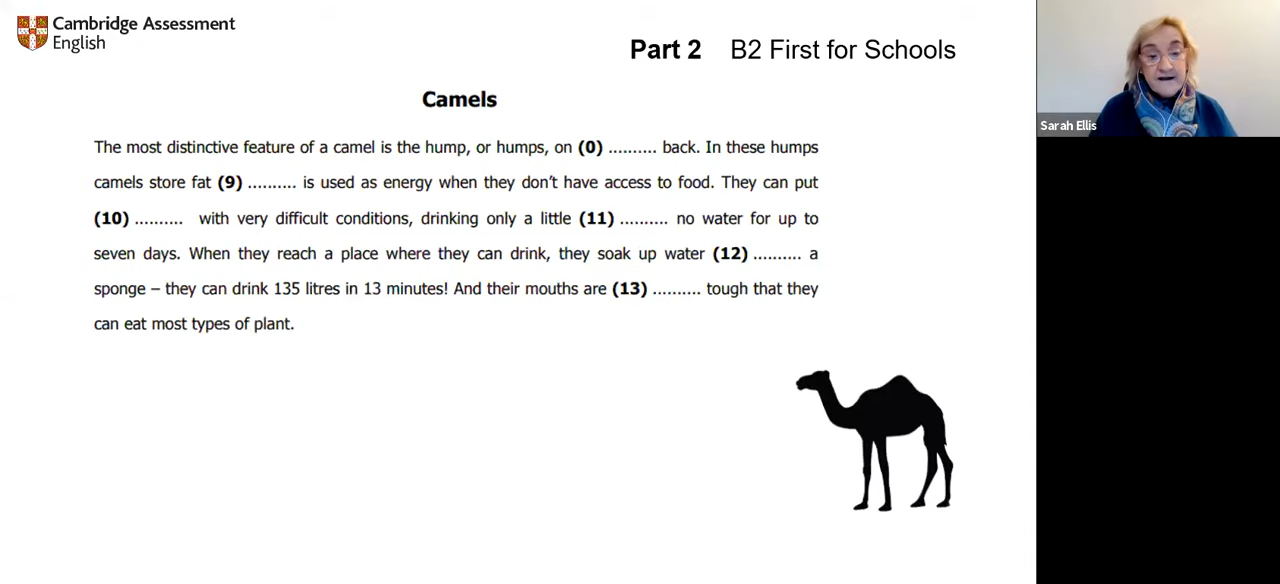 Cambridge Assessment
English
Part 2 B2 First for Schools
Camels
The most distinctive feature of a camel is the hump, or humps, on (0) .......... back. In these humps
camels store fat (9) .......... is used as energy when they don’t have access to food. They can put
(10) .......... with very difficult conditions, drinking only a little (11) .......... no water for up to
seven days. When they reach a place where they can drink, they soak up water (12) .......... a
sponge – they can drink 135 litres in 13 minutes! And their mouths are (13) .......... tough that they
can eat most types of plant.
Sarah Ellis